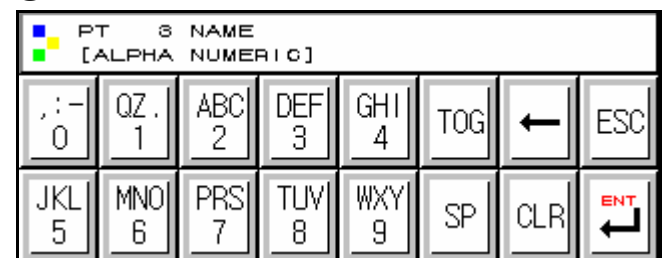 PT 3 NAME
[ALPHA NUMERIC]
,:- QZ. ABC DEF GHI TOG ← ESC
0 1 2 3 4
JKL MNO PRS TUV WXY SP CLR ENT
5 6 7 8 9